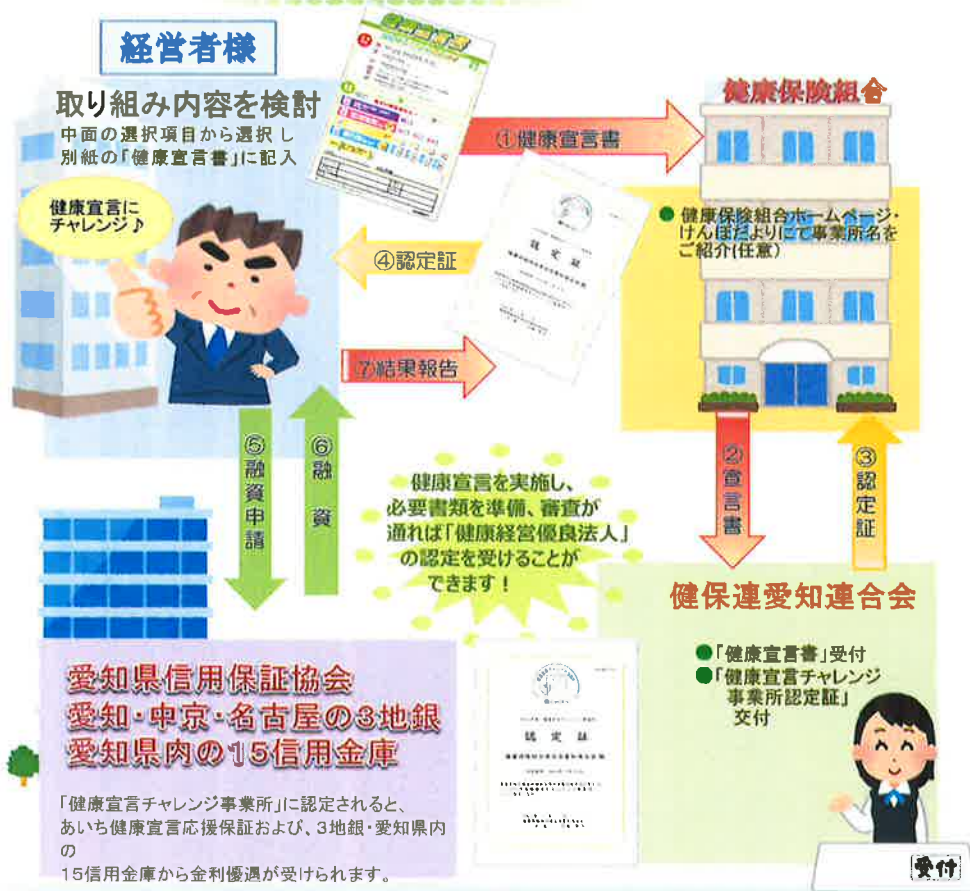 経営者様
取り組み内容を検討
中面の選択項目から選択し
別紙の「健康宣言書」に記入
健康宣言に
チャレンジ♪
健康宣言書
①健康宣言書
健康保険組合
● 健康保険組合ホームページ・
けんぽだよりにて事業所名を
ご紹介(任意)
④認定証
認定証
⑦結果報告
⑤融資申請
⑥融資
健康宣言を実施し、
必要書類を準備、審査が
通れば「健康経営優良法人」
の認定を受けることが
できます！
②宣言書
③認定証
健保連愛知連合会
●「健康宣言書」受付
●「健康宣言チャレンジ
事業所認定証」
交付
愛知県信用保証協会
愛知・中京・名古屋の3地銀
愛知県内の15信用金庫
「健康宣言チャレンジ事業所」に認定されると、
あいち健康宣言応援保証および、3地銀・愛知県内
の
15信用金庫から金利優遇が受けられます。
認定証
受付